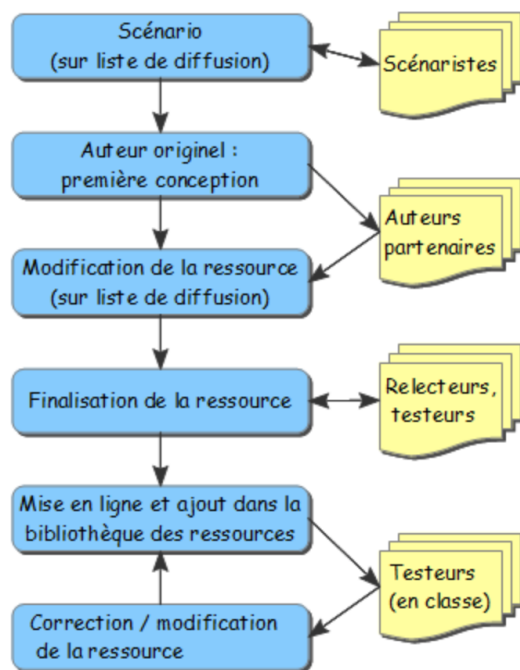 Scénario
(sur liste de diffusion)
Scénaristes
Auteur originel :
première conception
Auteurs
partenaires
Modification de la ressource
(sur liste de diffusion)
Finalisation de la ressource
Relecteurs,
testeurs
Mise en ligne et ajout dans la
bibliothèque des ressources
Testeurs
(en classe)
Correction / modification
de la ressource